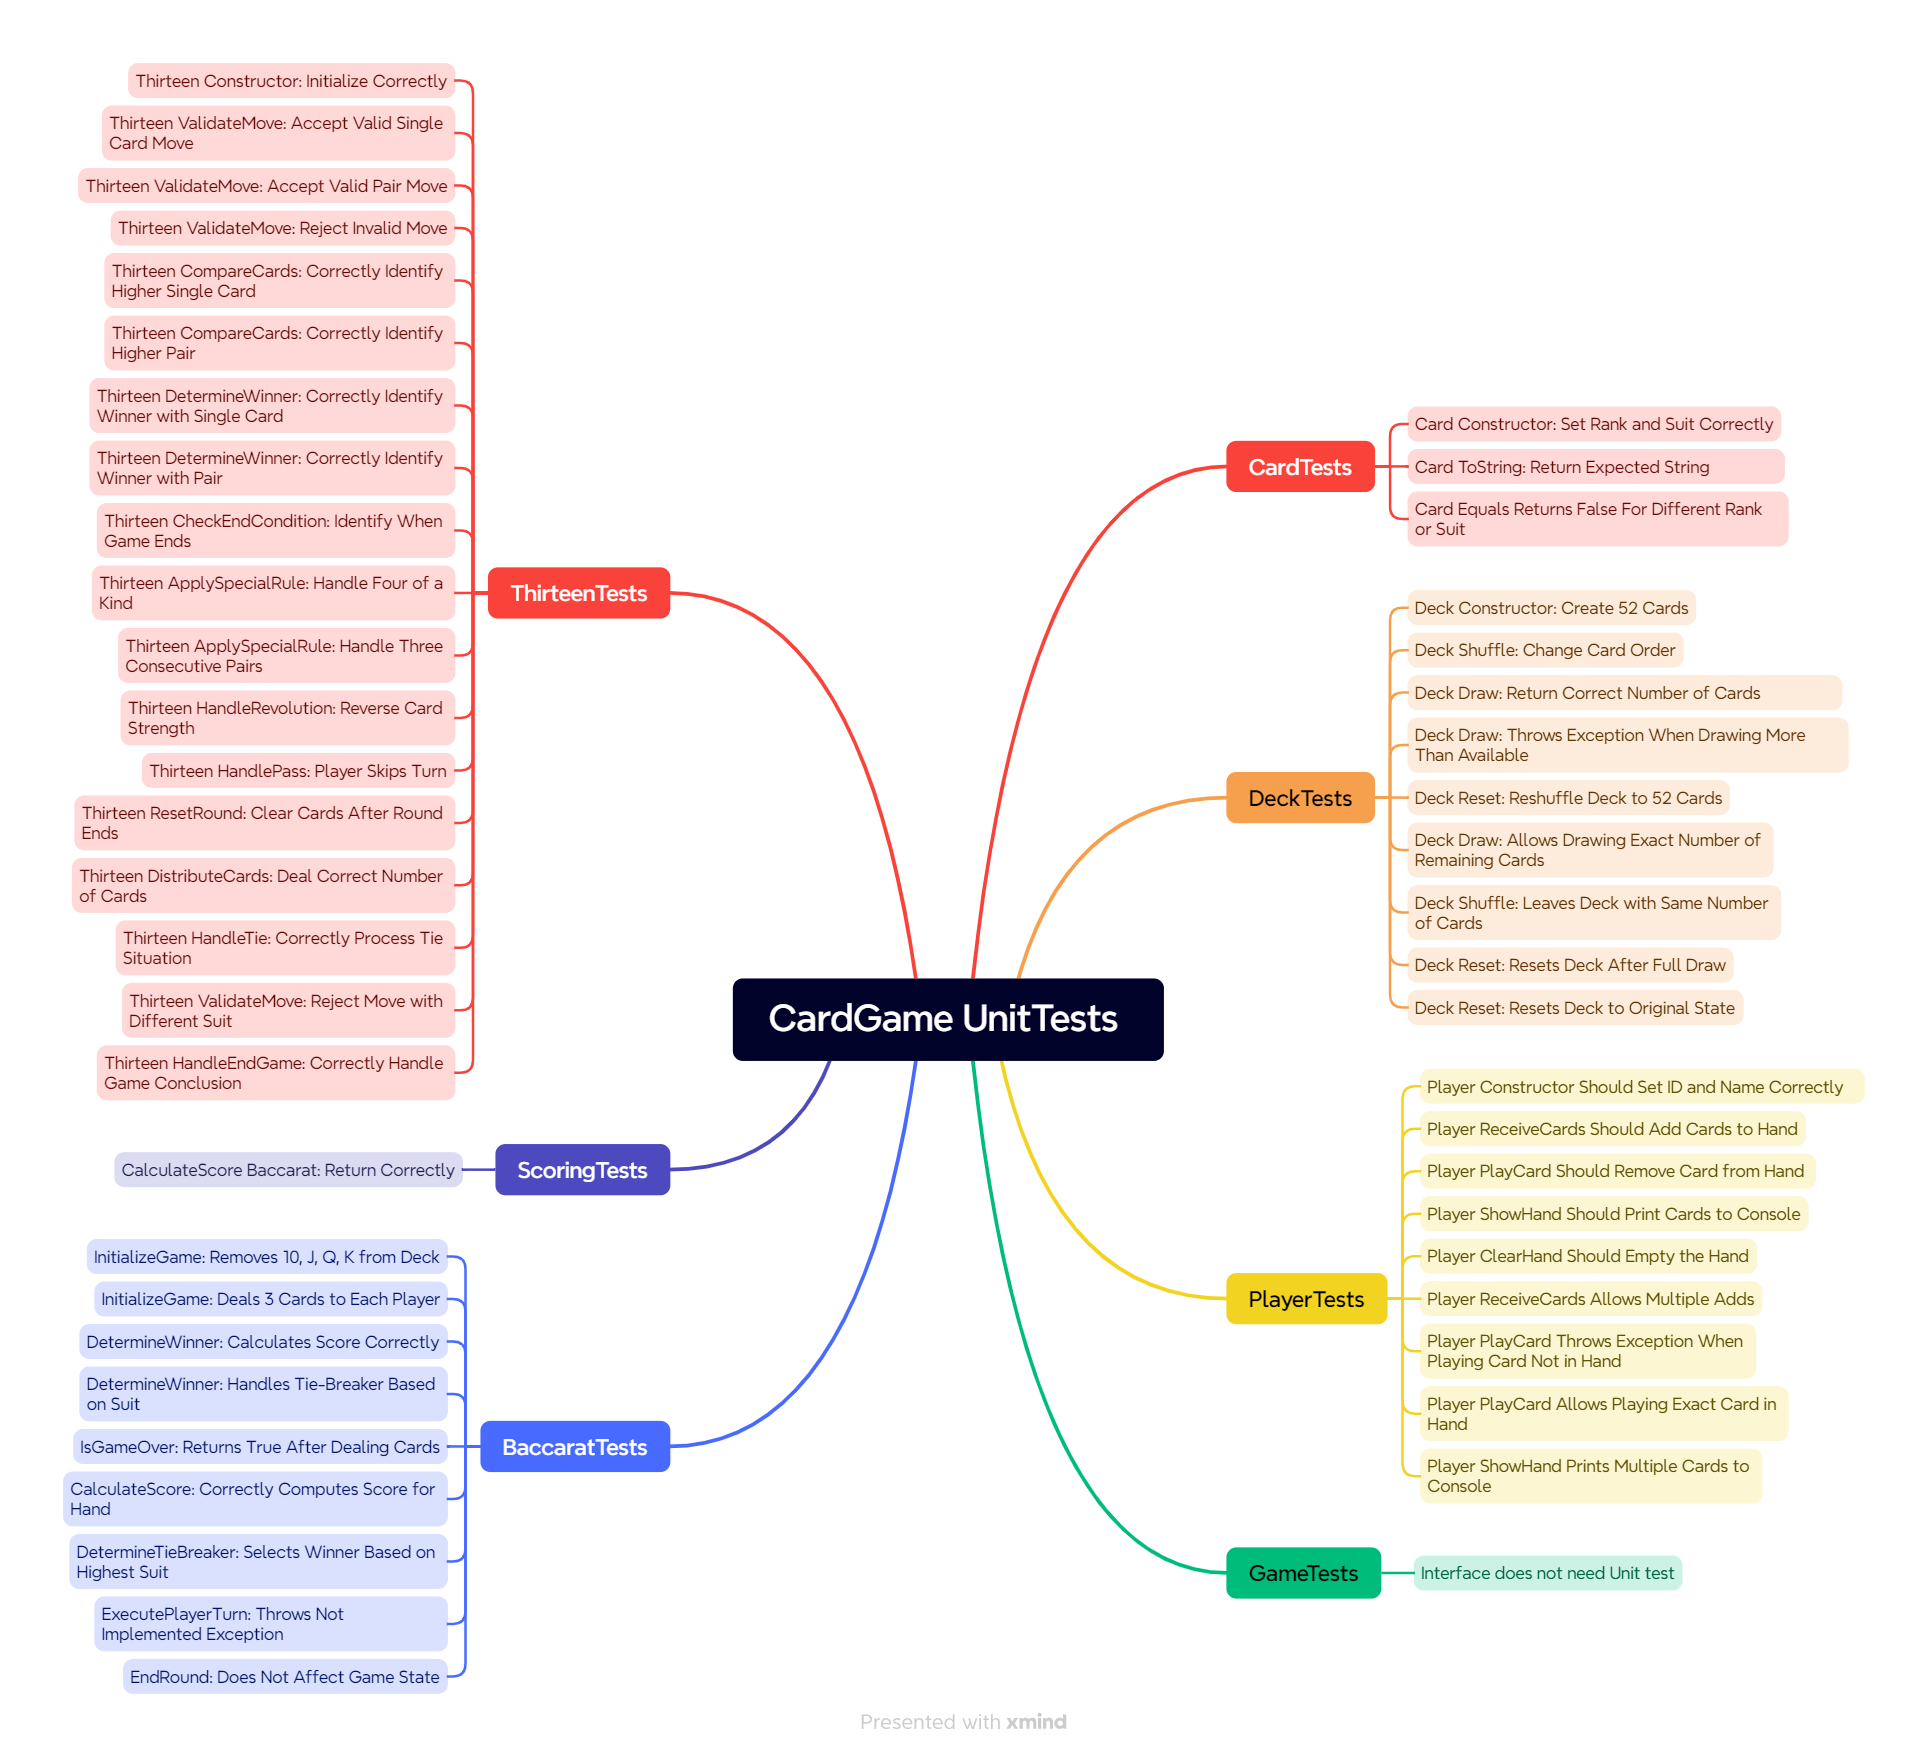 Thirteen Constructor: Initialize Correctly
Thirteen ValidateMove: Accept Valid Single
Card Move
Thirteen ValidateMove: Accept Valid Pair Move
Thirteen ValidateMove: Reject Invalid Move
Thirteen CompareCards: Correctly Identify
Higher Single Card
Thirteen CompareCards: Correctly Identify
Higher Pair
Thirteen DetermineWinner: Correctly Identify
Winner with Single Card
Thirteen DetermineWinner: Correctly Identify
Winner with Pair
Thirteen CheckEndCondition: Identify When
Game Ends
Thirteen ApplySpecialRule: Handle Four of a
Kind
Thirteen ApplySpecialRule: Handle Three
Consecutive Pairs
Thirteen HandleRevolution: Reverse Card
Strength
Thirteen HandlePass: Player Skips Turn
Thirteen ResetRound: Clear Cards After Round
Ends
Thirteen DistributeCards: Deal Correct Number
of Cards
Thirteen HandleTie: Correctly Process Tie
Situation
Thirteen ValidateMove: Reject Move with
Different Suit
Thirteen HandleEndGame: Correctly Handle
Game Conclusion
ThirteenTests
CalculateScore Baccarat: Return Correctly
ScoringTests
InitializeGame: Removes 10, J, Q, K from Deck
InitializeGame: Deals 3 Cards to Each Player
DetermineWinner: Calculates Score Correctly
DetermineWinner: Handles Tie-Breaker Based
on Suit
IsGameOver: Returns True After Dealing Cards
CalculateScore: Correctly Computes Score for
Hand
DetermineTieBreaker: Selects Winner Based on
Highest Suit
ExecutePlayerTurn: Throws Not
Implemented Exception
EndRound: Does Not Affect Game State
BaccaratTests
CardGame UnitTests
CardTests
Card Constructor: Set Rank and Suit Correctly
Card ToString: Return Expected String
Card Equals Returns False For Different Rank
or Suit
DeckTests
Deck Constructor: Create 52 Cards
Deck Shuffle: Change Card Order
Deck Draw: Return Correct Number of Cards
Deck Draw: Throws Exception When Drawing More
Than Available
Deck Reset: Reshuffle Deck to 52 Cards
Deck Draw: Allows Drawing Exact Number of
Remaining Cards
Deck Shuffle: Leaves Deck with Same Number
of Cards
Deck Reset: Resets Deck After Full Draw
Deck Reset: Resets Deck to Original State
PlayerTests
Player Constructor Should Set ID and Name Correctly
Player ReceiveCards Should Add Cards to Hand
Player PlayCard Should Remove Card from Hand
Player ShowHand Should Print Cards to Console
Player ClearHand Should Empty the Hand
Player ReceiveCards Allows Multiple Adds
Player PlayCard Throws Exception When
Playing Card Not in Hand
Player PlayCard Allows Playing Exact Card in
Hand
Player ShowHand Prints Multiple Cards to
Console
GameTests
Interface does not need Unit test
Presented with xmind